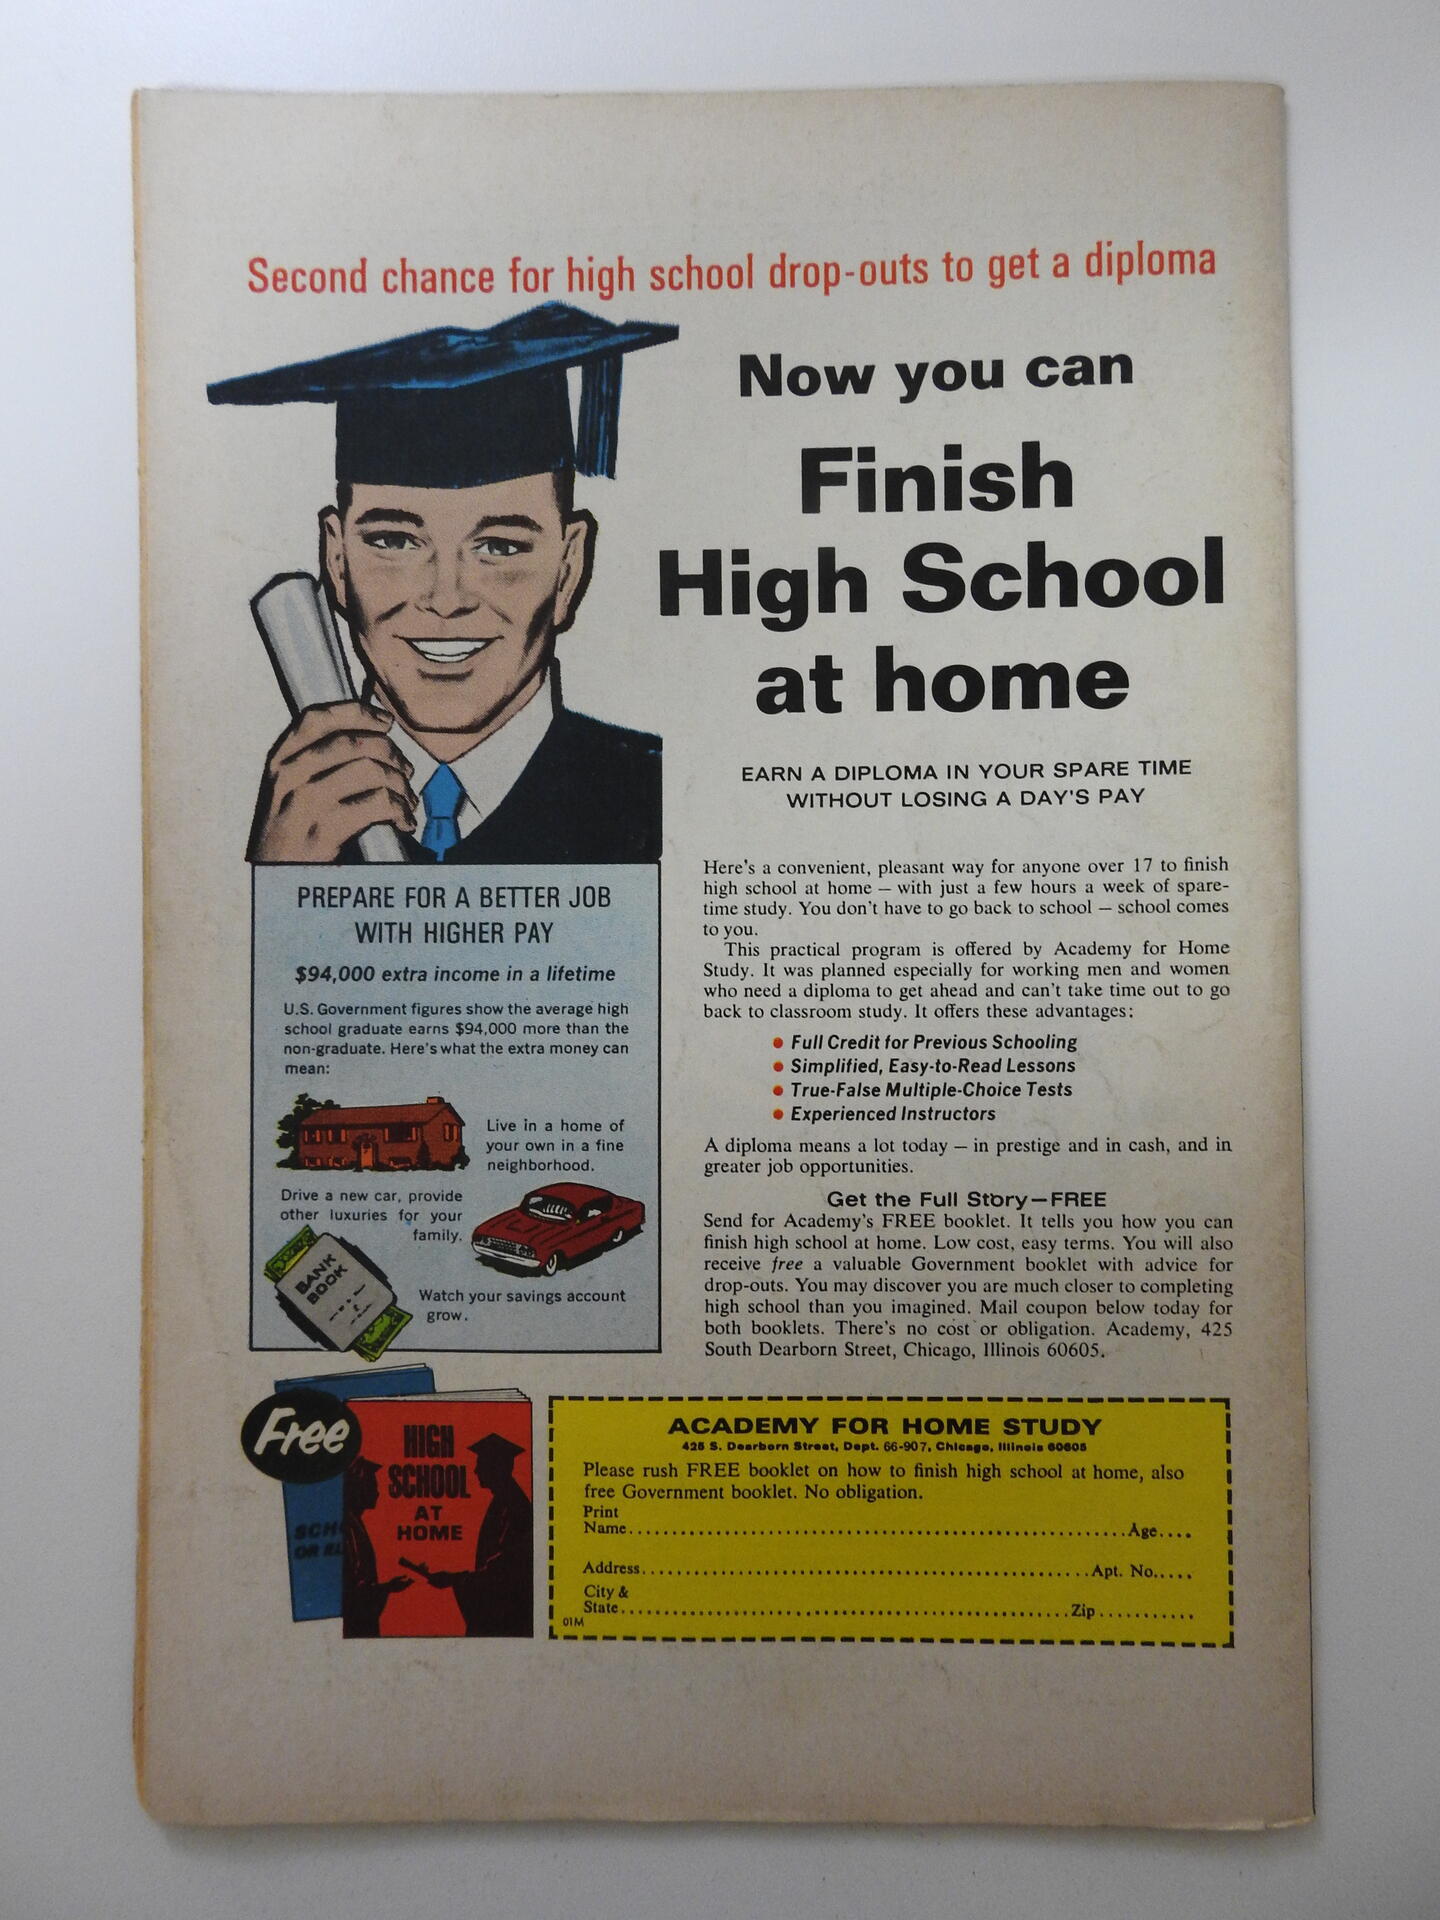 Second chance for high school drop-outs to get a diploma
Now you can
Finish
High School
at home
EARN A DIPLOMA IN YOUR SPARE TIME
WITHOUT LOSING A DAY'S PAY
PREPARE FOR A BETTER JOB
WITH HIGHER PAY
$94,000 extra income in a lifetime
U.S. Government figures show the average high
school graduate earns $94,000 more than the
non-graduate. Here's what the extra money can
mean:
Live in a home of
your own in a fine
neighborhood.
Drive a new car, provide
other luxuries for your
family.
BANK
BOOK
Watch your savings account
grow.
Here's a convenient, pleasant way for anyone over 17 to finish
high school at home — with just a few hours a week of spare-
time study. You don't have to go back to school — school comes
to you.
This practical program is offered by Academy for Home
Study. It was planned especially for working men and women
who need a diploma to get ahead and can't take time out to go
back to classroom study. It offers these advantages:
• Full Credit for Previous Schooling
• Simplified, Easy-to-Read Lessons
• True-False Multiple-Choice Tests
• Experienced Instructors
A diploma means a lot today — in prestige and in cash, and in
greater job opportunities.
Get the Full Story—FREE
Send for Academy's FREE booklet. It tells you how you can
finish high school at home. Low cost, easy terms. You will also
receive free a valuable Government booklet with advice for
drop-outs. You may discover you are much closer to completing
high school than you imagined. Mail coupon below today for
both booklets. There's no cost or obligation. Academy, 425
South Dearborn Street, Chicago, Illinois 60605.
Free
HIGH
SCHOOL
AT
HOME
SCH
OR EL
ACADEMY FOR HOME STUDY
425 S. Dearborn Street, Dept. 66-907, Chicago, Illinois 60605
Please rush FREE booklet on how to finish high school at home, also
free Government booklet. No obligation.
Print
Name..........Age....
Address..........Apt. No.....
City &
State..........Zip...........
01M